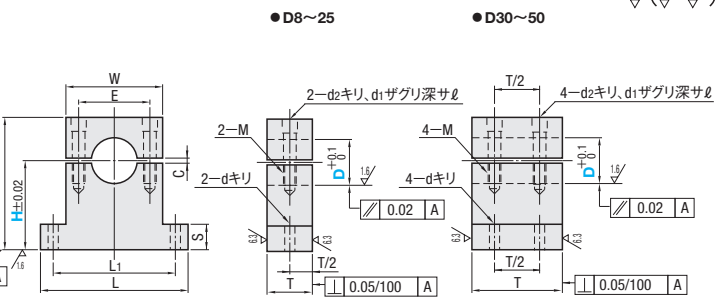 ●D8～25
●D30～50
W
E
C
H±0.02
S
L1
L
1.6
A
2−d2キリ、d1ザグリ深サℓ
2−M
2−dキリ
D+0.1 0
1.6
// 0.02 A
6.3
6.3
T/2
T
⊥ 0.05/100 A
T/2
4−d2キリ、d1ザグリ深サℓ
4−M
4−dキリ
D+0.1 0
1.6
// 0.02 A
6.3
6.3
T/2
T
⊥ 0.05/100 A